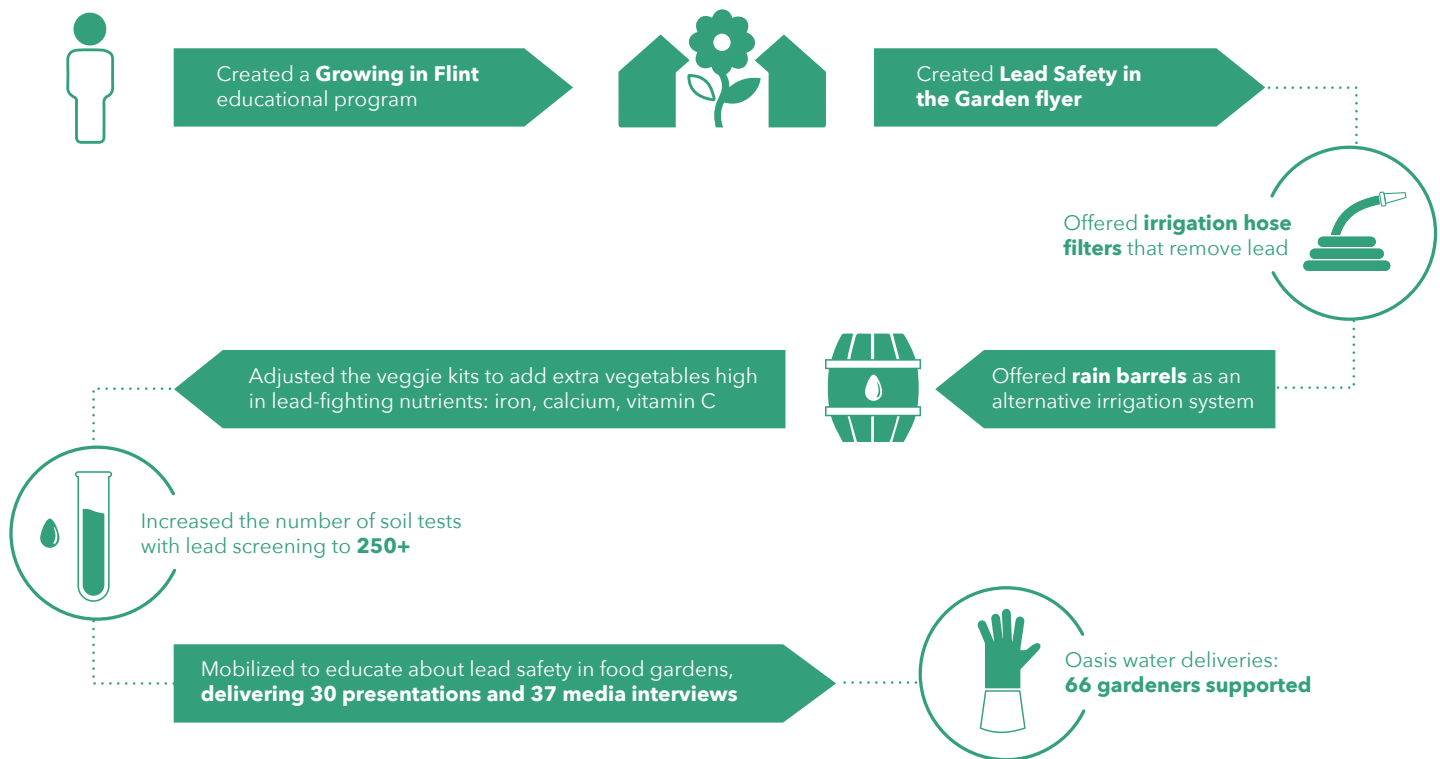 Created a Growing in Flint
educational program
Created Lead Safety in
the Garden flyer
Offered irrigation hose
filters that remove lead
Offered rain barrels as an
alternative irrigation system
Adjusted the veggie kits to add extra vegetables high
in lead-fighting nutrients: iron, calcium, vitamin C
Increased the number of soil tests
with lead screening to 250+
Mobilized to educate about lead safety in food gardens,
delivering 30 presentations and 37 media interviews
Oasis water deliveries:
66 gardeners supported